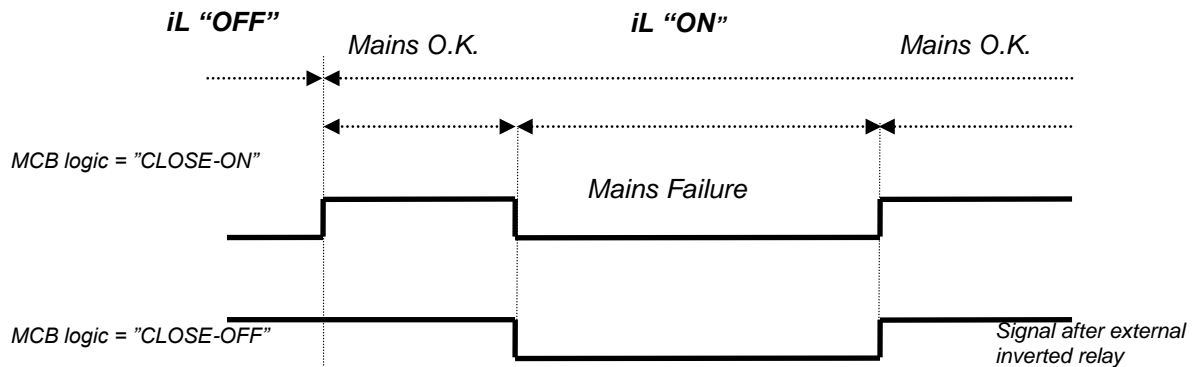 iL “OFF”
iL “ON”
Mains O.K.
Mains O.K.
MCB logic = ”CLOSE-ON”
Mains Failure
MCB logic = ”CLOSE-OFF”
Signal after external
inverted relay